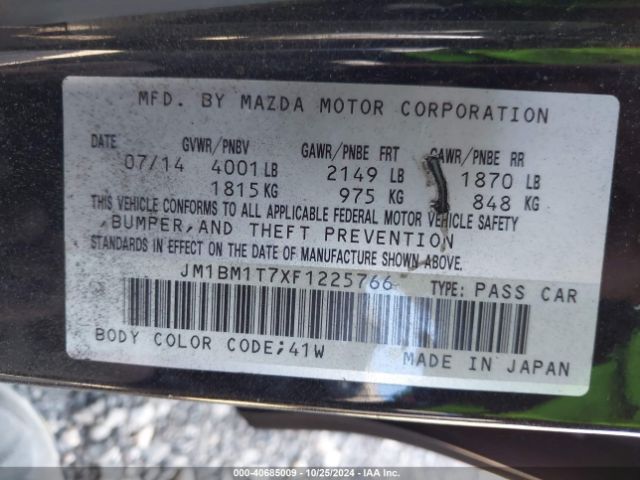 MFD. BY MAZDA MOTOR CORPORATION
DATE GVWR/PNBV GAWR/PNBE FRT GAWR/PNBE RR
07/14 4001 LB 2149 LB 1870 LB
1815 KG 975 KG 848 KG
THIS VEHICLE CONFORMS TO ALL APPLICABLE FEDERAL MOTOR VEHICLE SAFETY
,BUMPER,AND THEFT PREVENTION
STANDARDS IN EFFECT ON THE DATE OF MANUFACTURE SHOWN ABOVE.
JM1BM1T7XF1225766 TYPE: PASS CAR
BODY COLOR CODE;41W MADE IN JAPAN
000-40685009 - 10/25/2024 - IAA Inc.